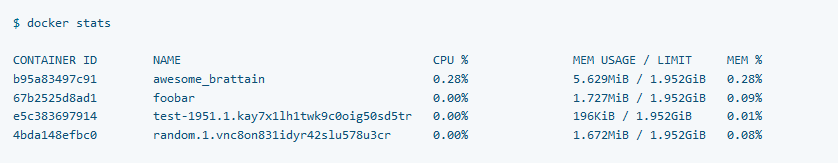 $ docker stats
CONTAINER ID NAME CPU % MEM USAGE / LIMIT MEM %
b95a83497c91 awesome_brattain 0.28% 5.629MiB / 1.952GiB 0.28%
67b2525d8ad1 foobar 0.00% 1.727MiB / 1.952GiB 0.09%
e5c383697914 test-1951.1.kay7x1lh1twk9c0oig50sd5tr 0.00% 196KiB / 1.952GiB 0.01%
4bda148efbc0 random.1.vnc8on831idyr42slu578u3cr 0.00% 1.672MiB / 1.952GiB 0.08%